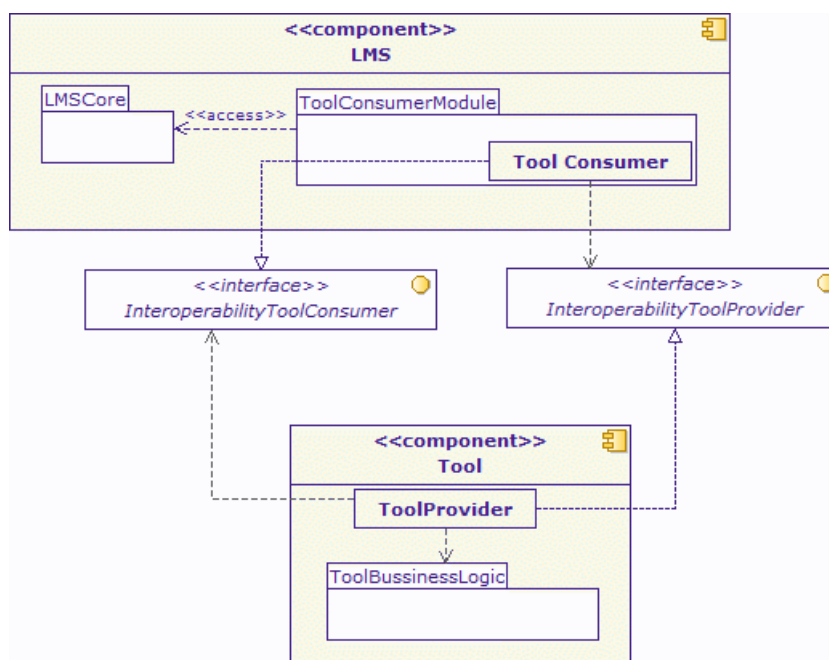 <<component>>
LMS
LMSCore
<<access>>
ToolConsumerModule
Tool Consumer
<<interface>>
InteroperabilityToolConsumer
<<interface>>
InteroperabilityToolProvider
<<component>>
Tool
ToolProvider
ToolBussinessLogic